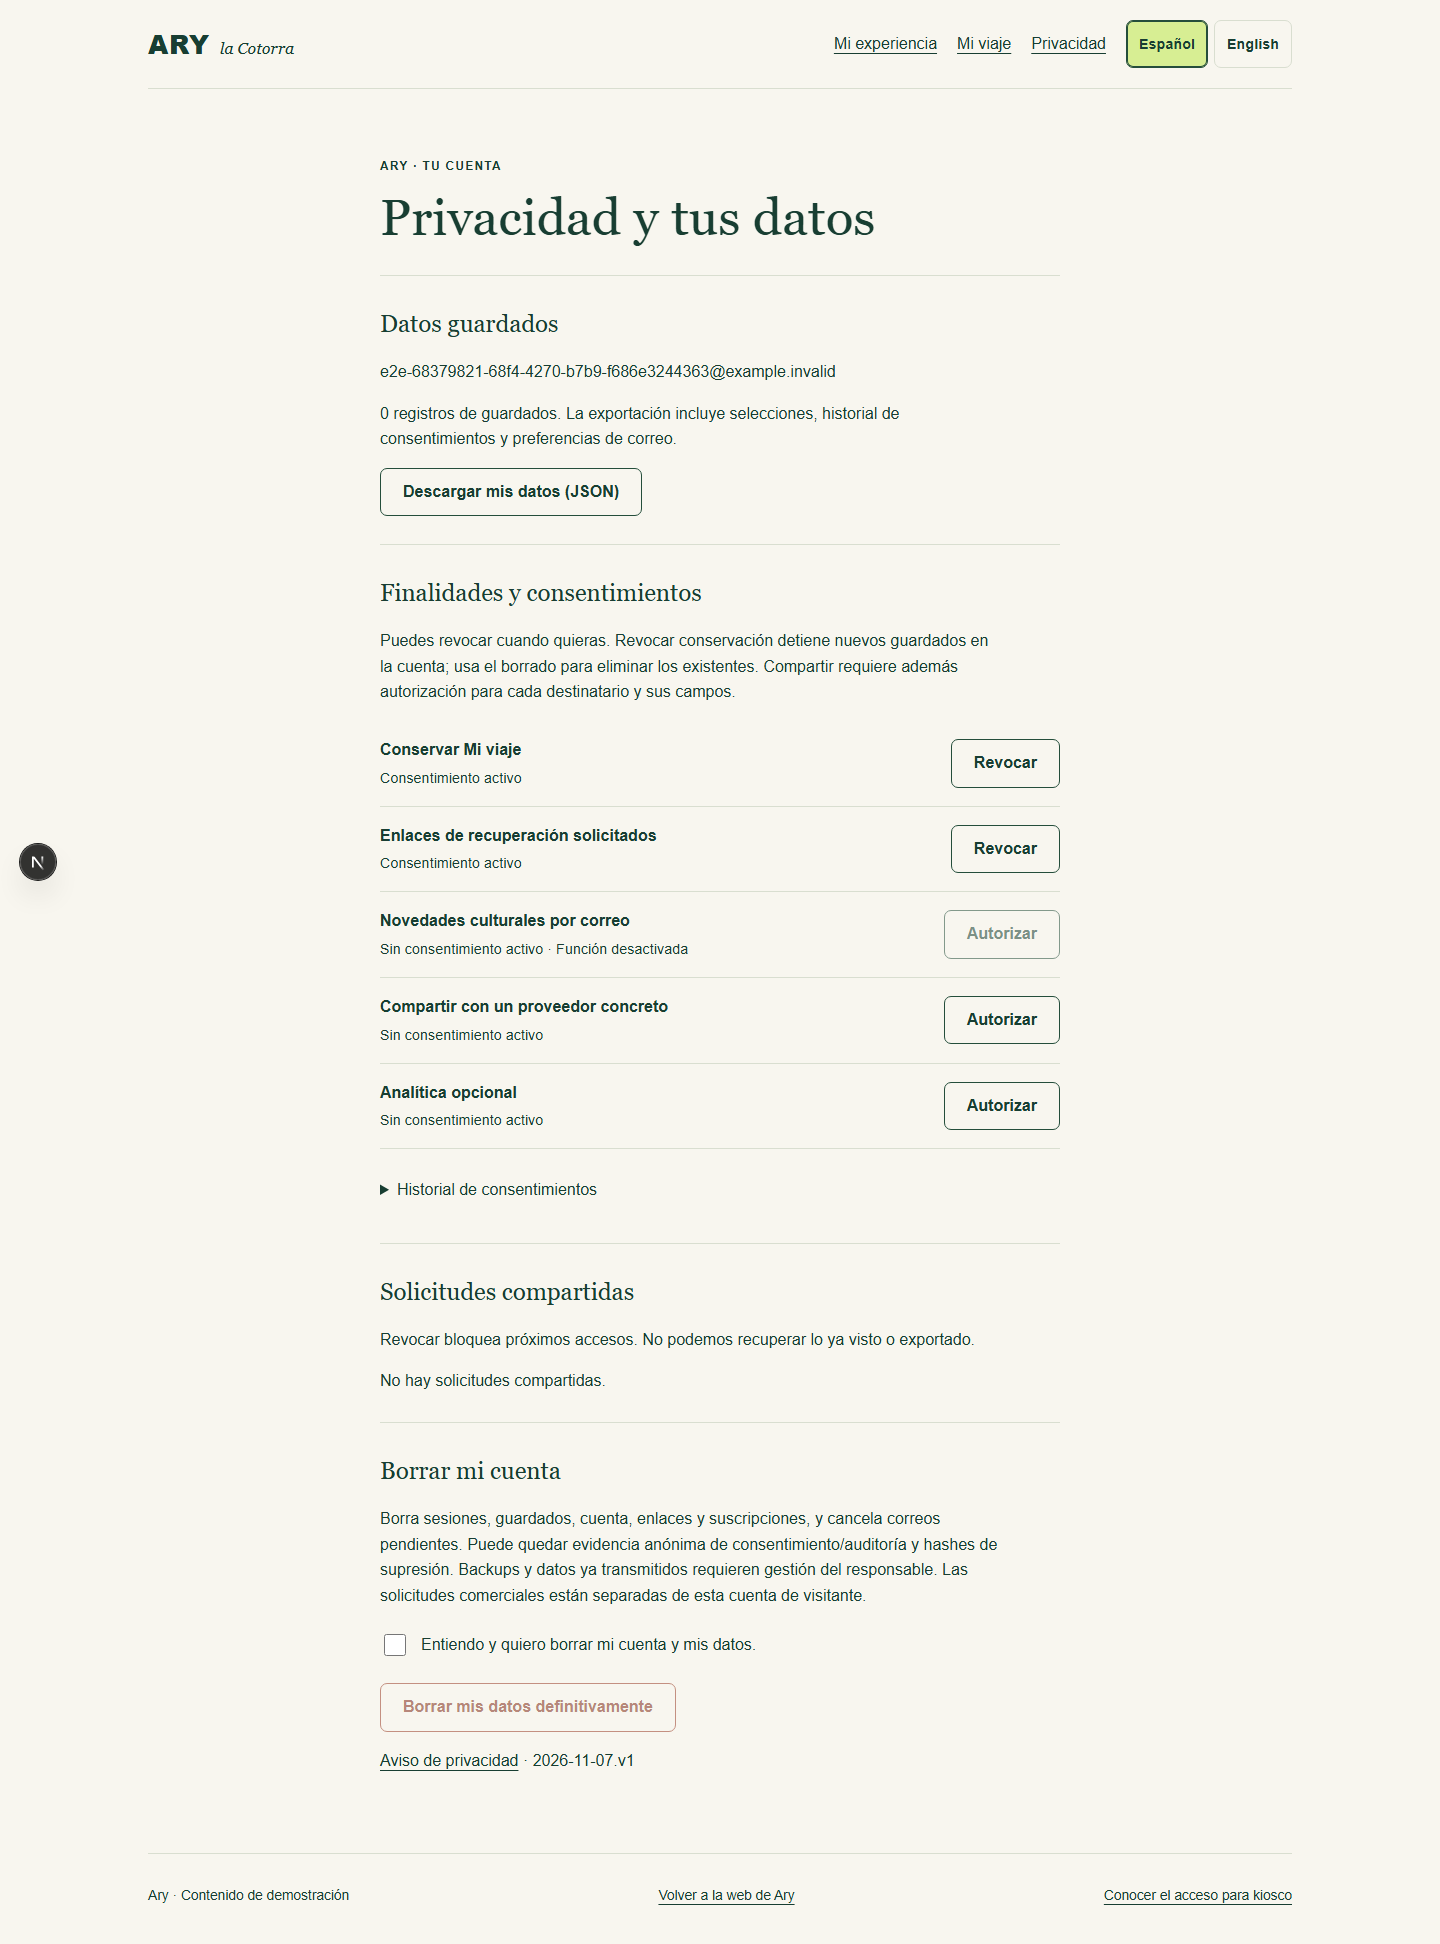 ARY la Cotorra
Mi experiencia Mi viaje Privacidad Español English
ARY · TU CUENTA
Privacidad y tus datos
Datos guardados
e2e-68379821-68f4-4270-b7b9-f686e3244363@example.invalid
0 registros de guardados. La exportación incluye selecciones, historial de
consentimientos y preferencias de correo.
Descargar mis datos (JSON)
Finalidades y consentimientos
Puedes revocar cuando quieras. Revocar conservación detiene nuevos guardados en
la cuenta; usa el borrado para eliminar los existentes. Compartir requiere además
autorización para cada destinatario y sus campos.
Conservar Mi viaje
Consentimiento activo
Revocar
Enlaces de recuperación solicitados
Consentimiento activo
Revocar
N
Novedades culturales por correo
Sin consentimiento activo · Función desactivada
Autorizar
Compartir con un proveedor concreto
Sin consentimiento activo
Autorizar
Analítica opcional
Sin consentimiento activo
Autorizar
Historial de consentimientos
Solicitudes compartidas
Revocar bloquea próximos accesos. No podemos recuperar lo ya visto o exportado.
No hay solicitudes compartidas.
Borrar mi cuenta
Borra sesiones, guardados, cuenta, enlaces y suscripciones, y cancela correos
pendientes. Puede quedar evidencia anónima de consentimiento/auditoría y hashes de
supresión. Backups y datos ya transmitidos requieren gestión del responsable. Las
solicitudes comerciales están separadas de esta cuenta de visitante.
Entiendo y quiero borrar mi cuenta y mis datos.
Borrar mis datos definitivamente
Aviso de privacidad · 2026-11-07.v1
Ary · Contenido de demostración Volver a la web de Ary Conocer el acceso para kiosco